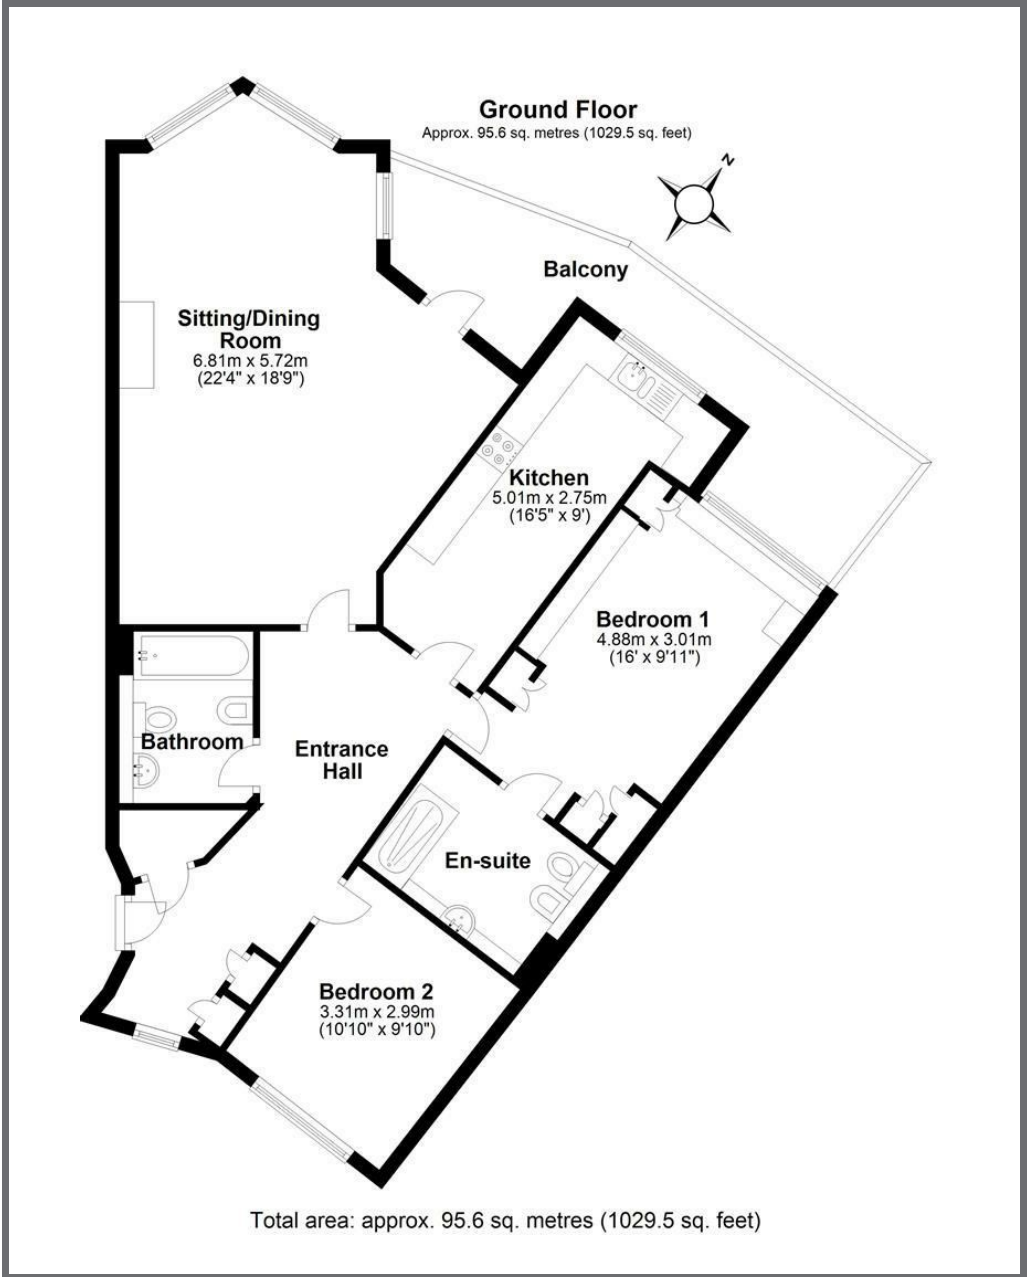 Ground Floor
Approx. 95.6 sq. metres (1029.5 sq. feet)
N
Balcony
Sitting/Dining
Room
6.81m x 5.72m
(22'4" x 18'9")
Kitchen
5.01m x 2.75m
(16'5" x 9')
Bedroom 1
4.88m x 3.01m
(16' x 9'11")
Bathroom
Entrance
Hall
En-suite
Bedroom 2
3.31m x 2.99m
(10'10" x 9'10")
Total area: approx. 95.6 sq. metres (1029.5 sq. feet)